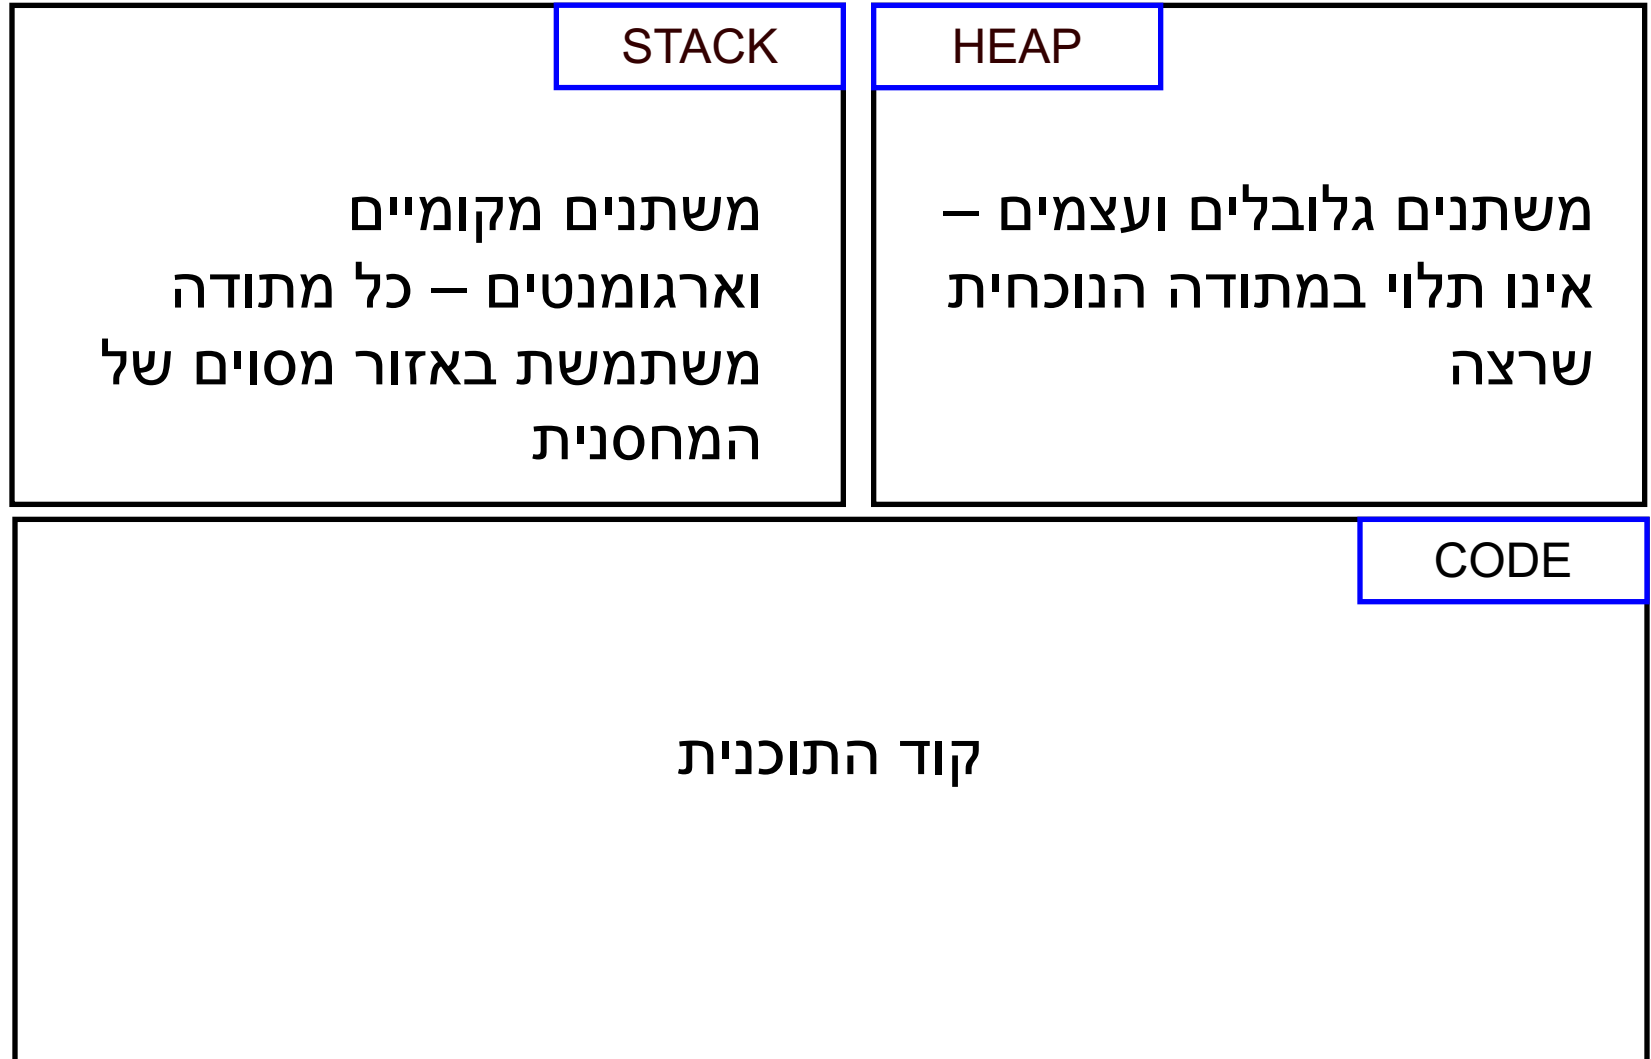 STACK
משתנים מקומיים
וארגומנטים – כל מתודה
משתמשת באזור מסוים של
המחסנית
HEAP
משתנים גלובלים ועצמים –
אינו תלוי במתודה הנוכחית
שרצה
CODE
קוד התוכנית